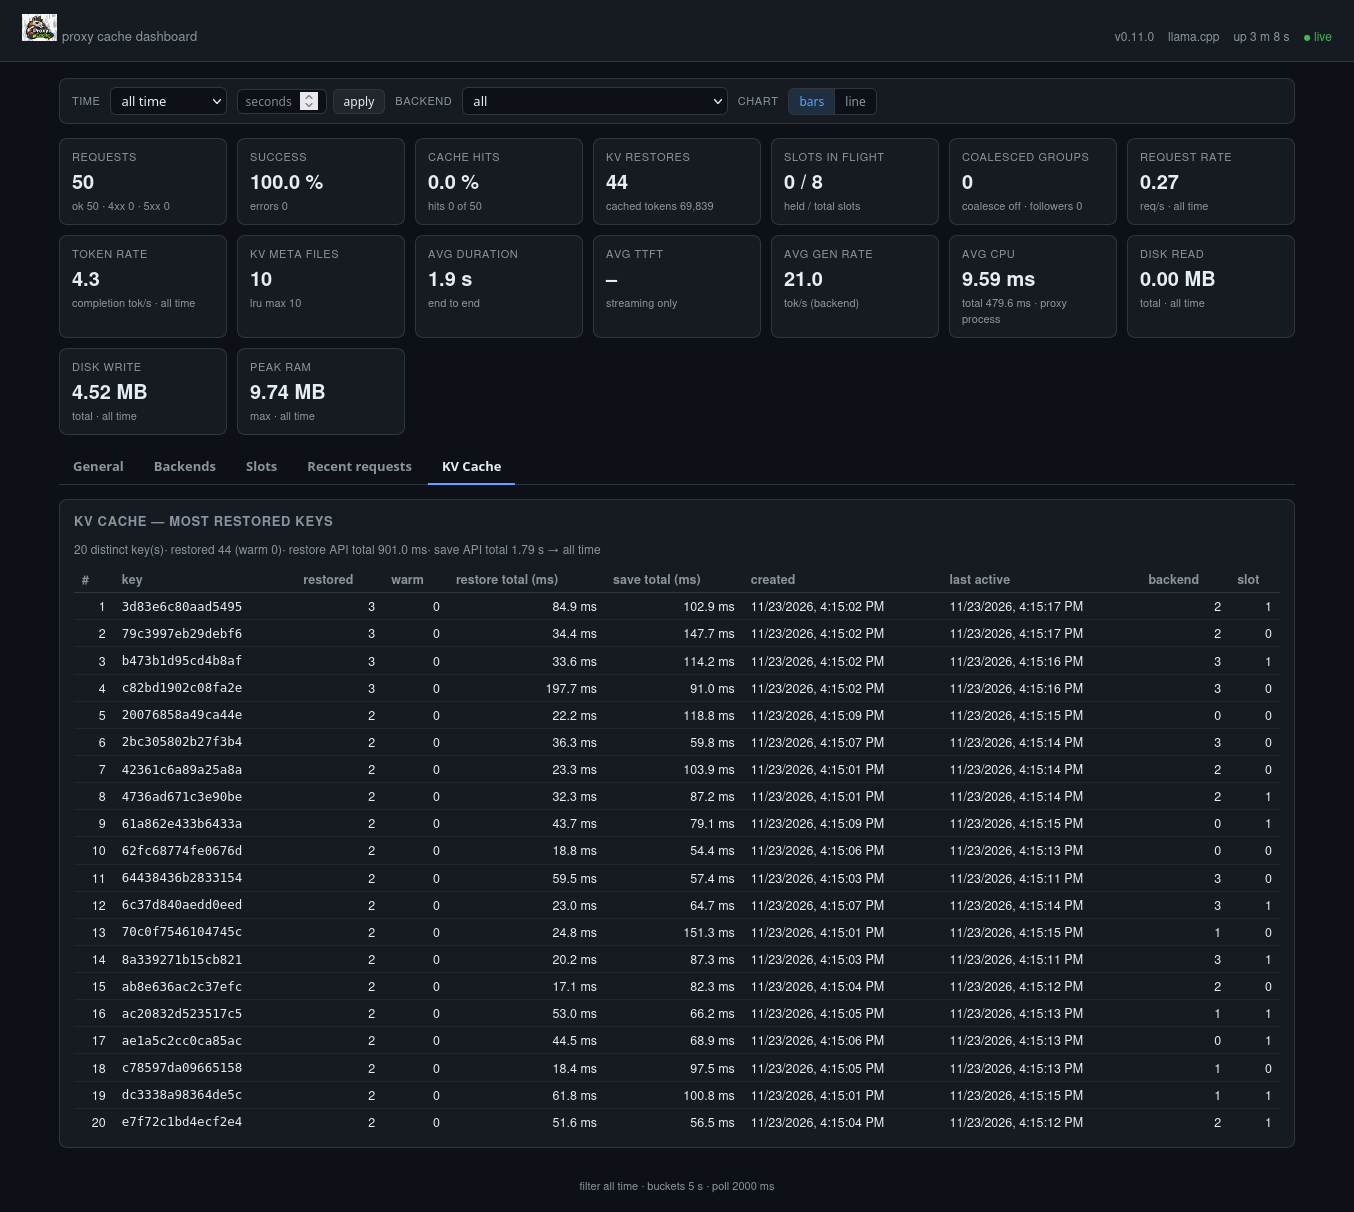 proxy cache dashboard
v0.11.0 llama.cpp up 3 m 8 s live
TIME all time seconds apply BACKEND all CHART bars line
REQUESTS SUCCESS CACHE HITS KV RESTORES SLOTS IN FLIGHT COALESCED GROUPS REQUEST RATE
50 100.0 % 0.0 % 44 0 / 8 0 0.27
ok 50 · 4xx 0 · 5xx 0 errors 0 hits 0 of 50 cached tokens 69,839 held / total slots coalesce off · followers 0 req/s · all time
TOKEN RATE KV META FILES AVG DURATION AVG TTFT AVG GEN RATE AVG CPU DISK READ
4.3 10 1.9 s – 21.0 9.59 ms 0.00 MB
completion tok/s · all time lru max 10 end to end streaming only tok/s (backend) total 479.6 ms · proxy process total · all time
DISK WRITE PEAK RAM
4.52 MB 9.74 MB
total · all time max · all time
General Backends Slots Recent requests KV Cache
KV CACHE — MOST RESTORED KEYS
20 distinct key(s)· restored 44 (warm 0)· restore API total 901.0 ms· save API total 1.79 s → all time
# key restored warm restore total (ms) save total (ms) created last active backend slot
1 3d83e6c80aad5495 3 0 84.9 ms 102.9 ms 11/23/2026, 4:15:02 PM 11/23/2026, 4:15:17 PM 2 1
2 79c3997eb29debf6 3 0 34.4 ms 147.7 ms 11/23/2026, 4:15:02 PM 11/23/2026, 4:15:17 PM 2 0
3 b473b1d95cd4b8af 3 0 33.6 ms 114.2 ms 11/23/2026, 4:15:02 PM 11/23/2026, 4:15:16 PM 3 1
4 c82bd1902c08fa2e 3 0 197.7 ms 91.0 ms 11/23/2026, 4:15:02 PM 11/23/2026, 4:15:16 PM 3 0
5 20076858a49ca44e 2 0 22.2 ms 118.8 ms 11/23/2026, 4:15:09 PM 11/23/2026, 4:15:15 PM 0 0
6 2bc305802b27f3b4 2 0 36.3 ms 59.8 ms 11/23/2026, 4:15:07 PM 11/23/2026, 4:15:14 PM 3 0
7 42361c6a89a25a8a 2 0 23.3 ms 103.9 ms 11/23/2026, 4:15:01 PM 11/23/2026, 4:15:14 PM 2 0
8 4736ad671c3e90be 2 0 32.3 ms 87.2 ms 11/23/2026, 4:15:01 PM 11/23/2026, 4:15:14 PM 2 1
9 61a862e433b6433a 2 0 43.7 ms 79.1 ms 11/23/2026, 4:15:09 PM 11/23/2026, 4:15:15 PM 0 1
10 62fc68774fe0676d 2 0 18.8 ms 54.4 ms 11/23/2026, 4:15:06 PM 11/23/2026, 4:15:13 PM 0 0
11 64438436b2833154 2 0 59.5 ms 57.4 ms 11/23/2026, 4:15:03 PM 11/23/2026, 4:15:11 PM 3 0
12 6c37d840aedd0eed 2 0 23.0 ms 64.7 ms 11/23/2026, 4:15:07 PM 11/23/2026, 4:15:14 PM 3 1
13 70c0f7546104745c 2 0 24.8 ms 151.3 ms 11/23/2026, 4:15:01 PM 11/23/2026, 4:15:15 PM 1 0
14 8a339271b15cb821 2 0 20.2 ms 87.3 ms 11/23/2026, 4:15:03 PM 11/23/2026, 4:15:11 PM 3 1
15 ab8e636ac2c37efc 2 0 17.1 ms 82.3 ms 11/23/2026, 4:15:04 PM 11/23/2026, 4:15:12 PM 2 0
16 ac20832d523517c5 2 0 53.0 ms 66.2 ms 11/23/2026, 4:15:05 PM 11/23/2026, 4:15:13 PM 1 1
17 ae1a5c2cc0ca85ac 2 0 44.5 ms 68.9 ms 11/23/2026, 4:15:06 PM 11/23/2026, 4:15:13 PM 0 1
18 c78597da09665158 2 0 18.4 ms 97.5 ms 11/23/2026, 4:15:05 PM 11/23/2026, 4:15:13 PM 1 0
19 dc3338a98364de5c 2 0 61.8 ms 100.8 ms 11/23/2026, 4:15:01 PM 11/23/2026, 4:15:15 PM 1 1
20 e7f72c1bd4ecf2e4 2 0 51.6 ms 56.5 ms 11/23/2026, 4:15:04 PM 11/23/2026, 4:15:12 PM 2 1
filter all time · buckets 5 s · poll 2000 ms